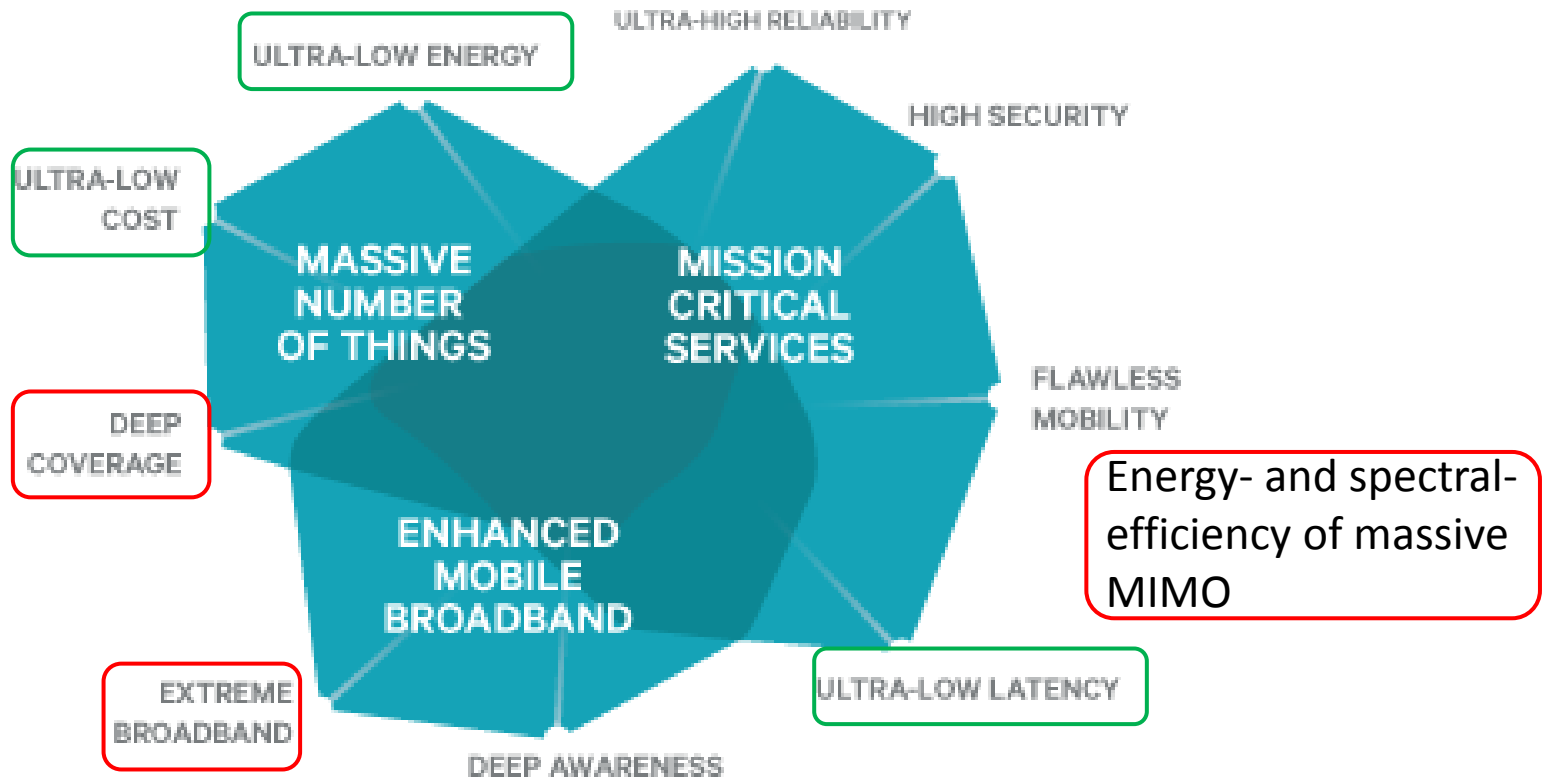 ULTRA-HIGH RELIABILITY
ULTRA-LOW ENERGY
HIGH SECURITY
ULTRA-LOW
COST
MASSIVE
NUMBER
OF THINGS
MISSION
CRITICAL
SERVICES
FLAWLESS
MOBILITY
DEEP
COVERAGE
Energy- and spectral-
efficiency of massive
MIMO
ENHANCED
MOBILE
BROADBAND
EXTREME
BROADBAND
ULTRA-LOW LATENCY
DEEP AWARENESS